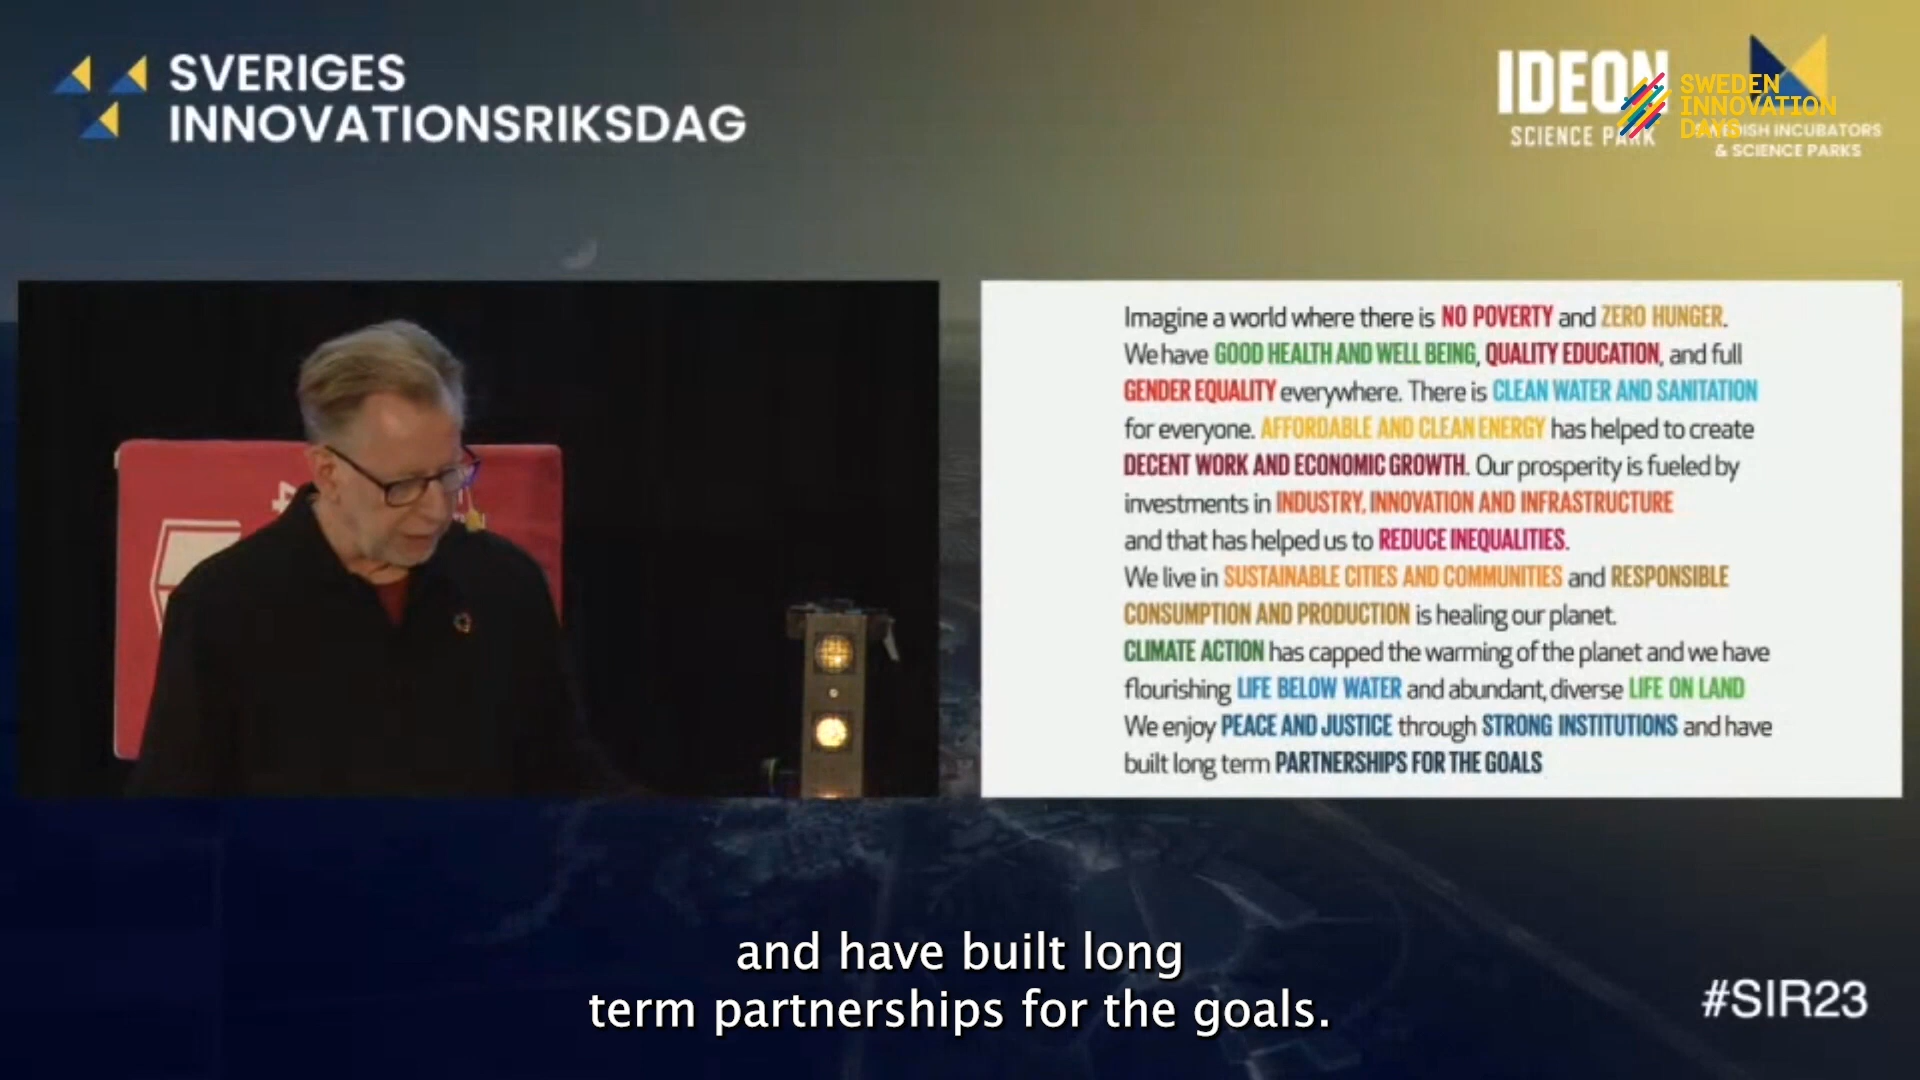 SVERIGES
INNOVATIONSRIKSDAG
IDEON
SCIENCE PARK
SWEDEN
INNOVATION
DAYS
SWEDISH INCUBATORS
& SCIENCE PARKS
Imagine a world where there is NO POVERTY and ZERO HUNGER.
We have GOOD HEALTH AND WELL BEING, QUALITY EDUCATION, and full
GENDER EQUALITY everywhere. There is CLEAN WATER AND SANITATION
for everyone. AFFORDABLE AND CLEAN ENERGY has helped to create
DECENT WORK AND ECONOMIC GROWTH. Our prosperity is fueled by
investments in INDUSTRY, INNOVATION AND INFRASTRUCTURE
and that has helped us to REDUCE INEQUALITIES.
We live in SUSTAINABLE CITIES AND COMMUNITIES and RESPONSIBLE
CONSUMPTION AND PRODUCTION is healing our planet.
CLIMATE ACTION has capped the warming of the planet and we have
flourishing LIFE BELOW WATER and abundant, diverse LIFE ON LAND
We enjoy PEACE AND JUSTICE through STRONG INSTITUTIONS and have
built long term PARTNERSHIPS FOR THE GOALS
and have built long
term partnerships for the goals.
#SIR23